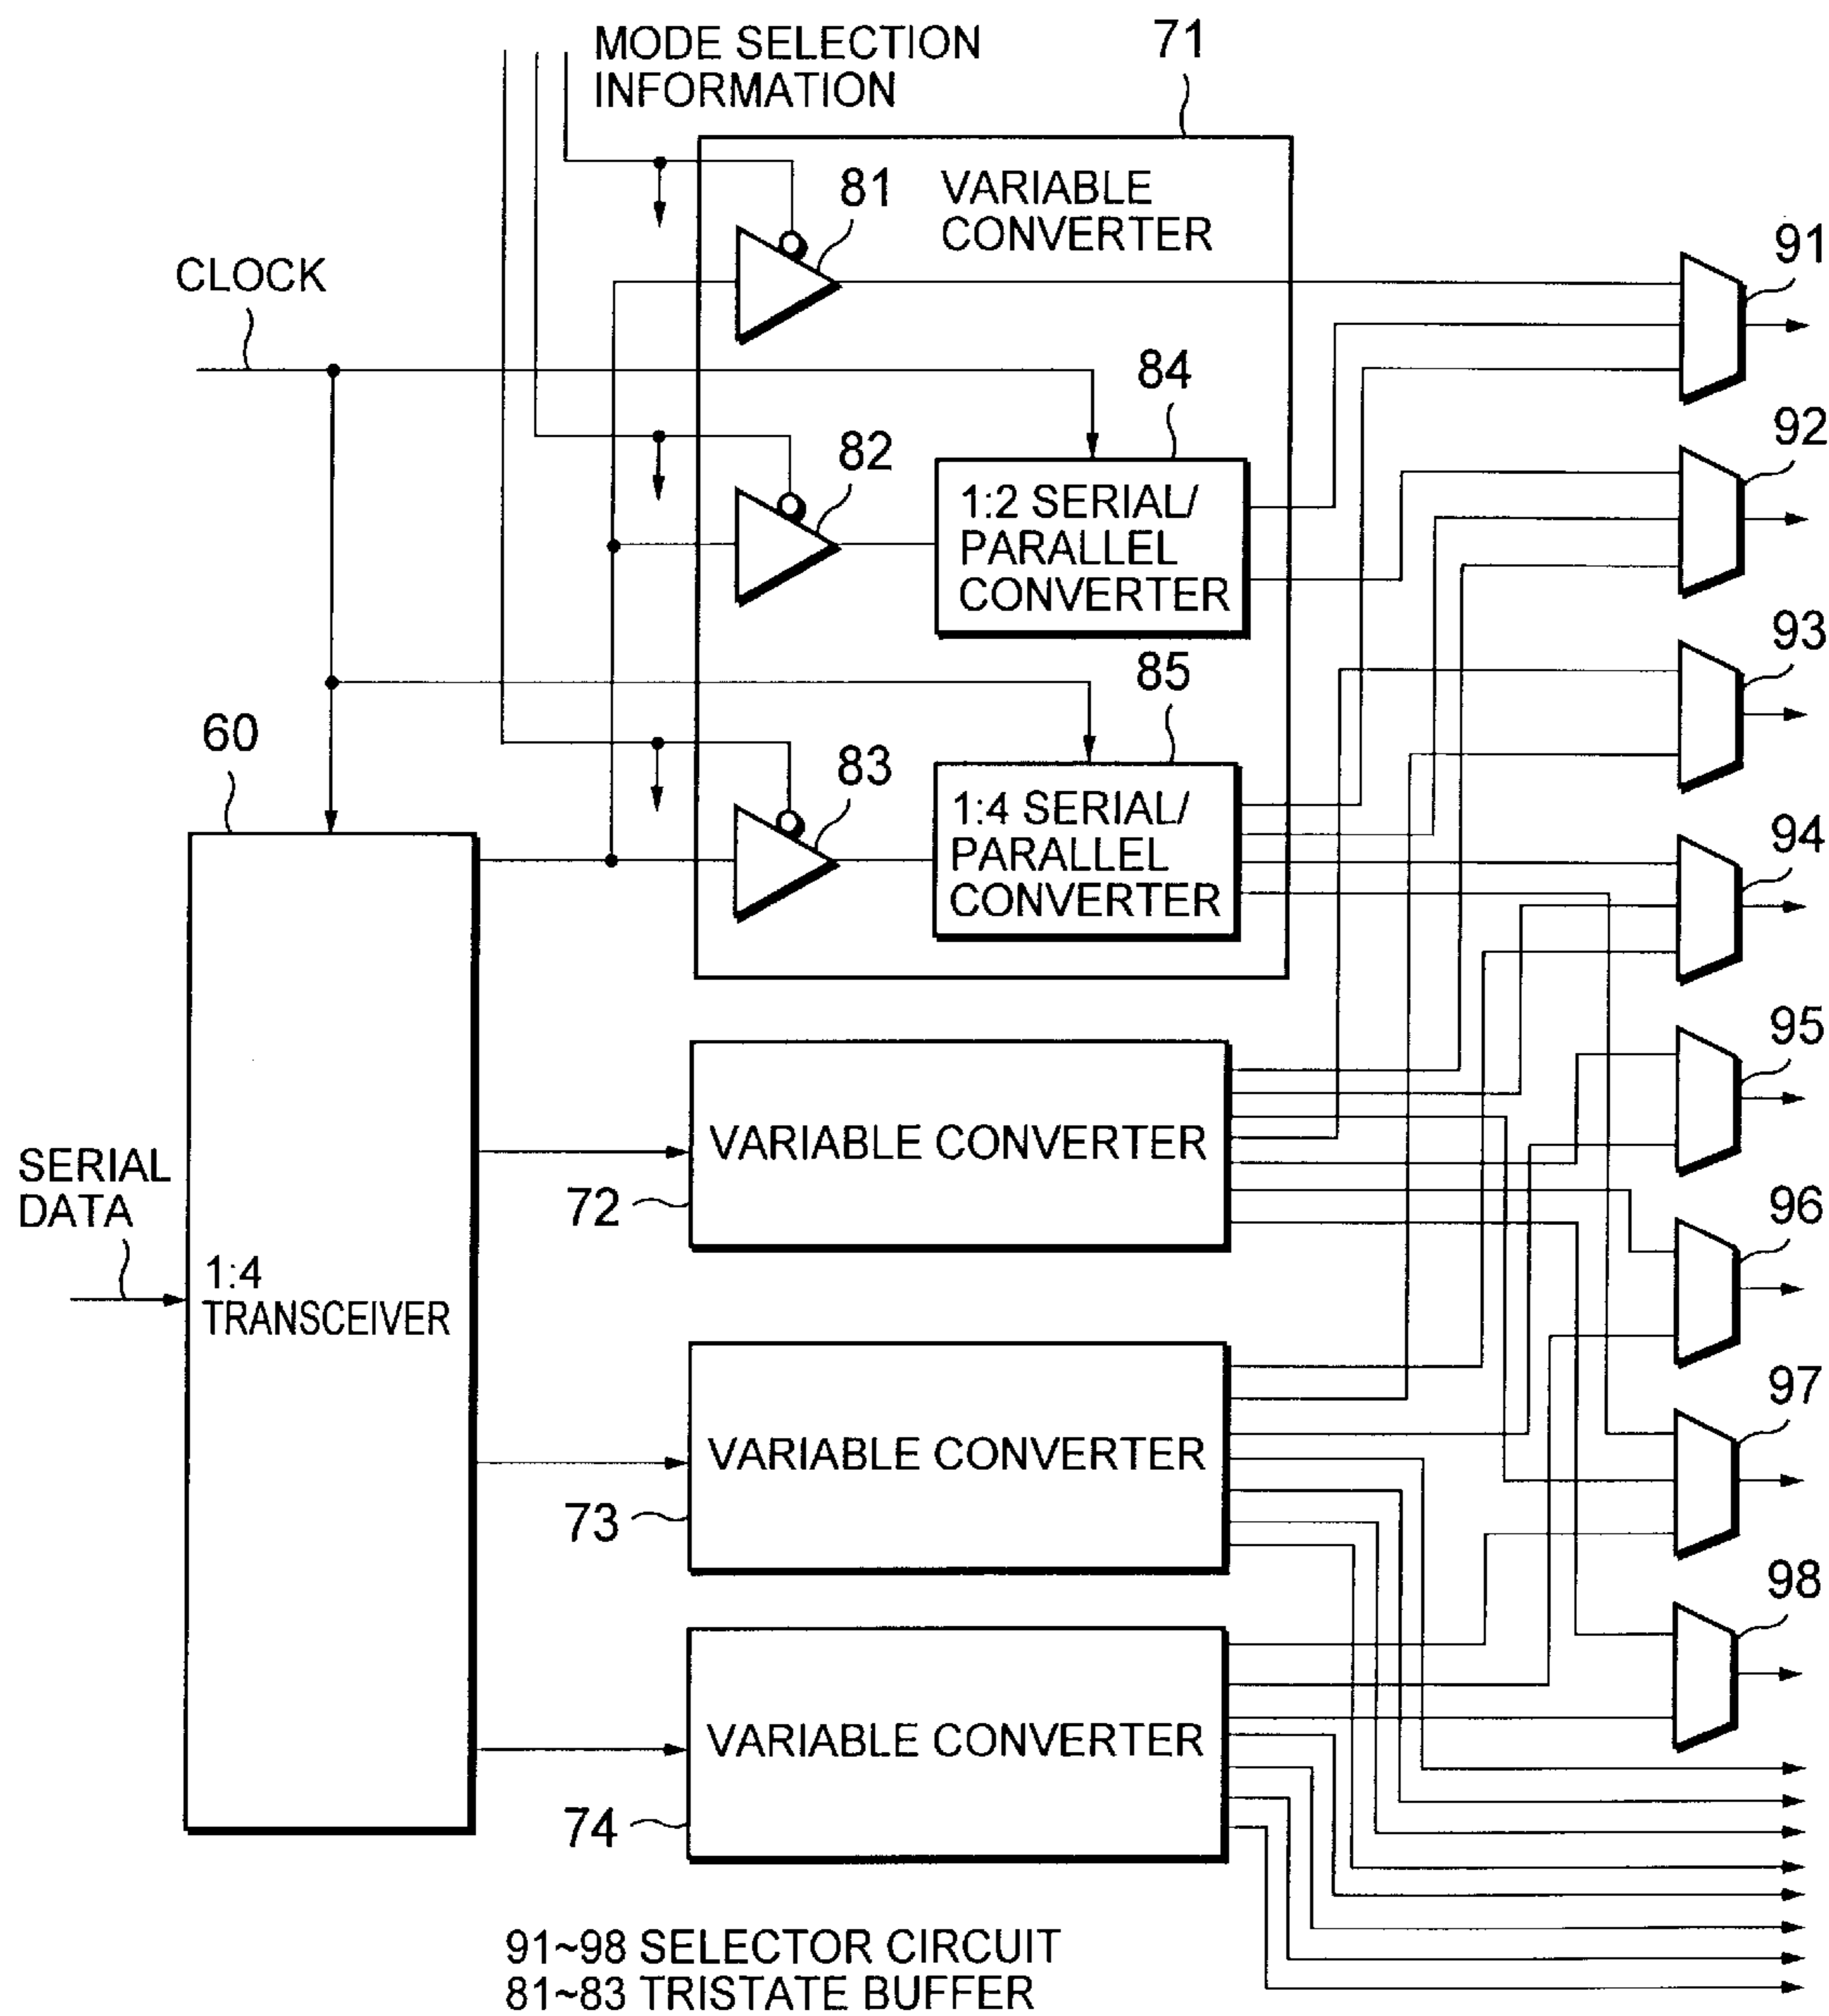 MODE SELECTION
INFORMATION
71
VARIABLE
CONVERTER
81
91
CLOCK
84
92
82
1:2 SERIAL/
PARALLEL
CONVERTER
93
85
60
83
1:4 SERIAL/
PARALLEL
CONVERTER
94
95
VARIABLE CONVERTER
72
SERIAL
DATA
96
1:4
TRANSCEIVER
97
VARIABLE CONVERTER
73
98
VARIABLE CONVERTER
74
91~98 SELECTOR CIRCUIT
81~83 TRISTATE BUFFER